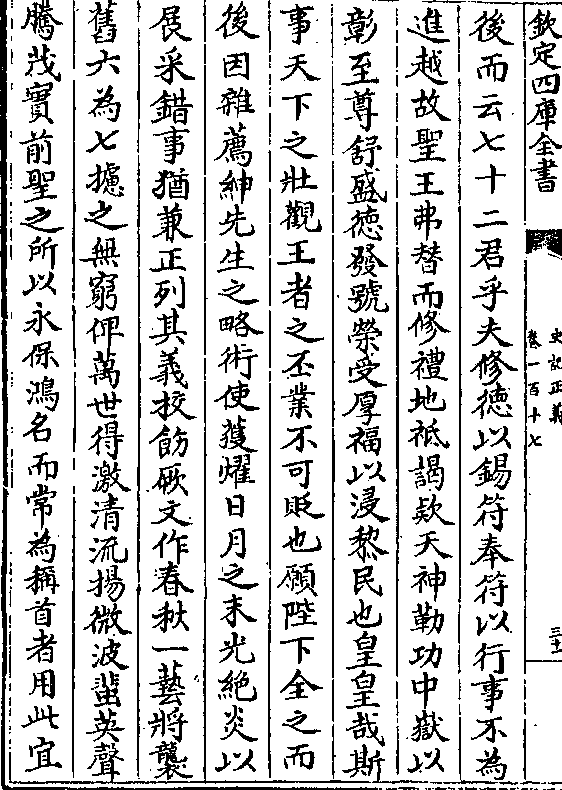 欽定四庫全書
史記正義
卷一百十七
三十
後而云七十二君乎夫修徳以錫符奉符以行事不為
進越故聖王弗替而修禮地祗謁欵天神勒功中嶽以
彰至尊舒盛徳發號榮受厚福以浸黎民也皇皇哉斯
事天下之壯觀王者之丕業不可貶也願陛下全之而
後因雜薦紳先生之略術使獲燿日月之末光絶炎以
展采錯事猶兼正列其義校飭厥文作春秋一藝將襲
舊六為七攄之無窮俾萬世得激清流揚微波蜚英聲
騰茂實前聖之所以永保鴻名而常為稱首者用此宜